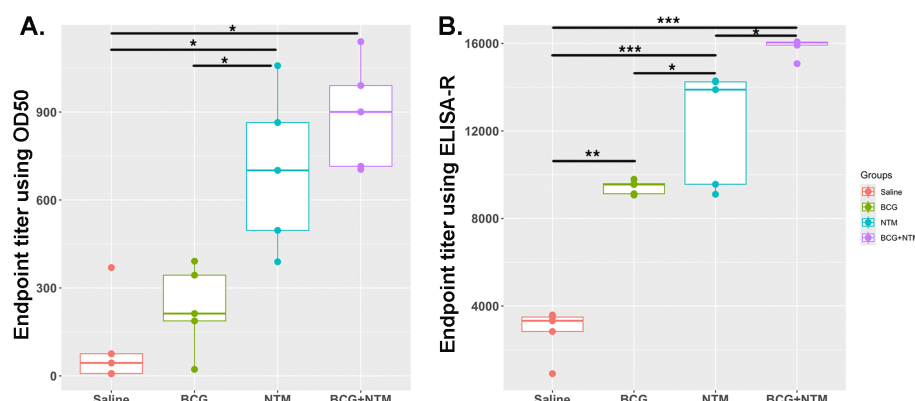 A.
Endpoint titer using OD50
900
600
300
0
*
*
*
Saline
BCG
NTM
BCG+NTM
B.
Endpoint titer using ELISA-R
16000
12000
8000
4000
***
*
***
*
**
Saline
BCG
NTM
BCG+NTM
Groups
Saline
BCG
NTM
BCG+NTM